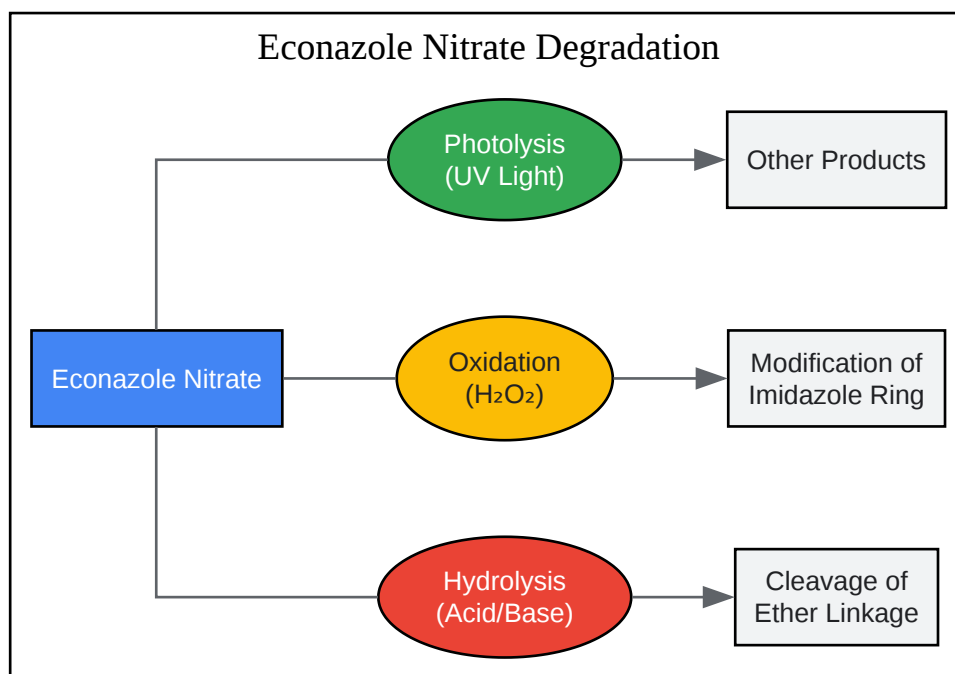 Econazole Nitrate Degradation
Photolysis
(UV Light)
Other Products
Econazole Nitrate
Oxidation
(H₂O₂)
Modification of
Imidazole Ring
Hydrolysis
(Acid/Base)
Cleavage of
Ether Linkage